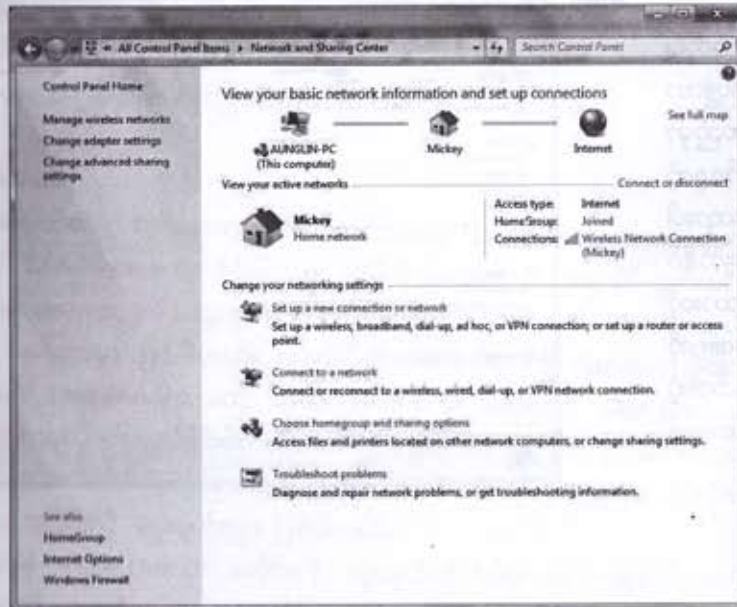 All Control Panel Items ▸ Network and Sharing Center
Search Control Panel
Control Panel Home
Manage wireless networks
Change adapter settings
Change advanced sharing
settings
See also
HomeGroup
Internet Options
Windows Firewall
View your basic network information and set up connections
AUNGLIN-PC
(This computer)
Mickey
Internet
See full map
View your active networks
Connect or disconnect
Mickey
Home network
Access type: Internet
HomeGroup: Joined
Connections: Wireless Network Connection
(Mickey)
Change your networking settings
Set up a new connection or network
Set up a wireless, broadband, dial-up, ad hoc, or VPN connection; or set up a router or access
point.
Connect to a network
Connect or reconnect to a wireless, wired, dial-up, or VPN network connection.
Choose homegroup and sharing options
Access files and printers located on other network computers, or change sharing settings.
Troubleshoot problems
Diagnose and repair network problems, or get troubleshooting information.